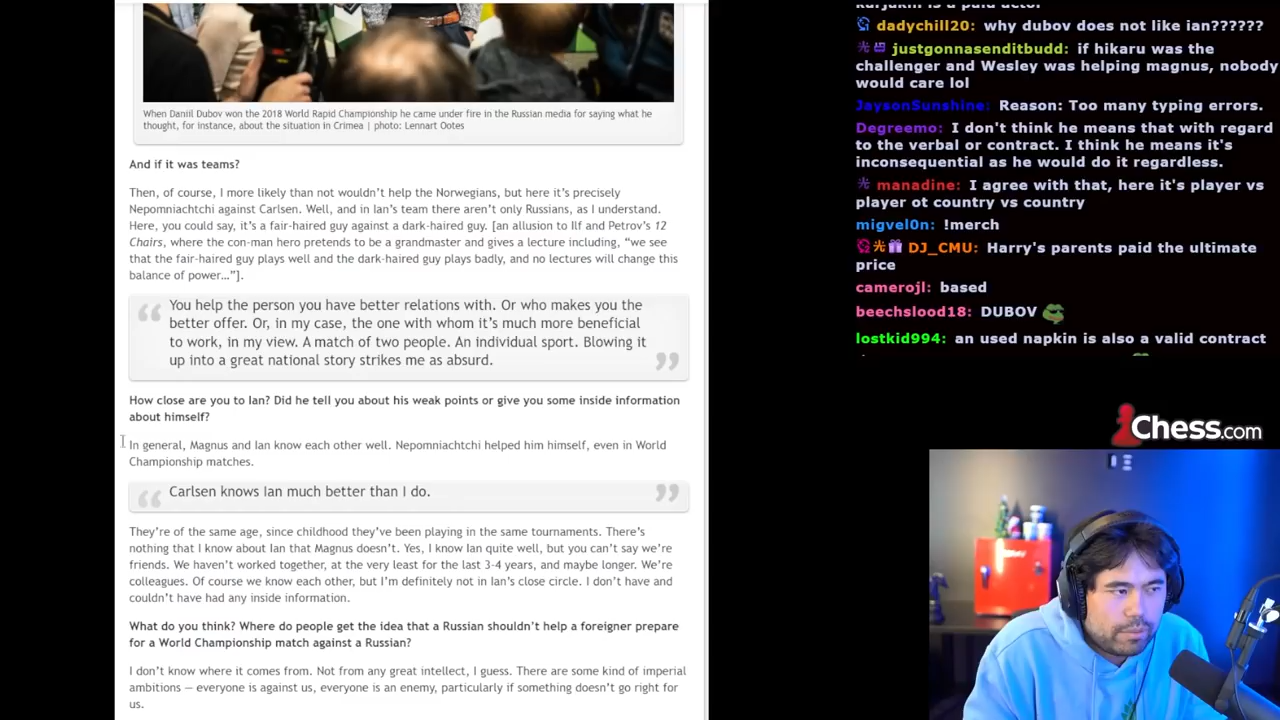 When Daniil Dubov won the 2018 World Rapid Championship he came under fire in the Russian media for saying what he
thought, for instance, about the situation in Crimea | photo: Lennart Ootes
And if it was teams?
Then, of course, I more likely than not wouldn't help the Norwegians, but here it's precisely
Nepomniachtchi against Carlsen. Well, and in Ian's team there aren't only Russians, as I understand.
Here, you could say, it's a fair-haired guy against a dark-haired guy. [an allusion to Ilf and Petrov's 12
Chairs, where the con-man hero pretends to be a grandmaster and gives a lecture including, "we see
that the fair-haired guy plays well and the dark-haired guy plays badly, and no lectures will change this
balance of power…"].
You help the person you have better relations with. Or who makes you the
better offer. Or, in my case, the one with whom it's much more beneficial
to work, in my view. A match of two people. An individual sport. Blowing it
up into a great national story strikes me as absurd.
How close are you to Ian? Did he tell you about his weak points or give you some inside information
about himself?
In general, Magnus and Ian know each other well. Nepomniachtchi helped him himself, even in World
Championship matches.
Carlsen knows Ian much better than I do.
They're of the same age, since childhood they've been playing in the same tournaments. There's
nothing that I know about Ian that Magnus doesn't. Yes, I know Ian quite well, but you can't say we're
friends. We haven't worked together, at the very least for the last 3-4 years, and maybe longer. We're
colleagues. Of course we know each other, but I'm definitely not in Ian's close circle. I don't have and
couldn't have had any inside information.
What do you think? Where do people get the idea that a Russian shouldn't help a foreigner prepare
for a World Championship match against a Russian?
I don't know where it comes from. Not from any great intellect, I guess. There are some kind of imperial
ambitions — everyone is against us, everyone is an enemy, particularly if something doesn't go right for
us.
karjakin is a paid actor
dadychill20: why dubov does not like ian??????
justgonnasenditbudd: if hikaru was the
challenger and Wesley was helping magnus, nobody
would care lol
JaysonSunshine: Reason: Too many typing errors.
Degreemo: I don't think he means that with regard
to the verbal or contract. I think he means it's
inconsequential as he would do it regardless.
manadine: I agree with that, here it's player vs
player ot country vs country
migvel0n: !merch
DJ_CMU: Harry's parents paid the ultimate
price
camerojl: based
beechslood18: DUBOV
lostkid994: an used napkin is also a valid contract
Chess.com